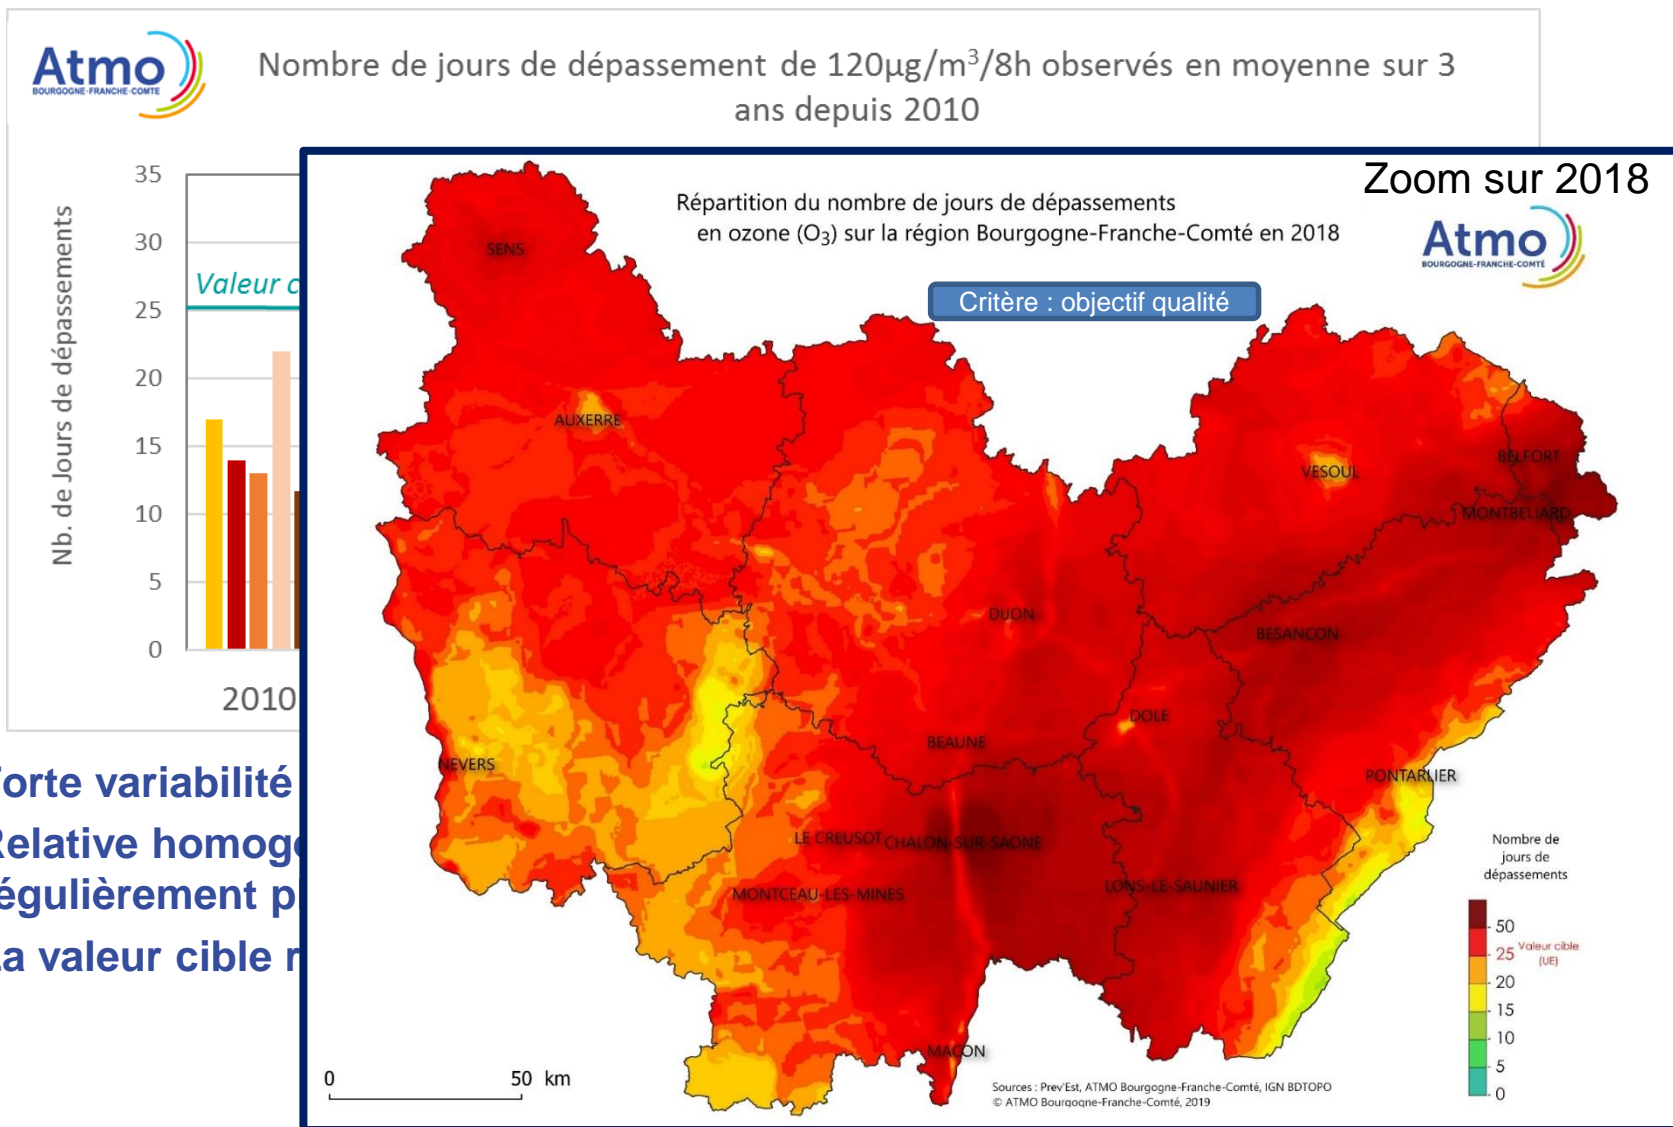 Atmo
BOURGOGNE-FRANCHE-COMTÉ
Nombre de jours de dépassement de 120µg/m³/8h observés en moyenne sur 3
ans depuis 2010
Nb. de Jours de dépassements
35
30
25
20
15
10
5
0
Valeur c
2010
orte variabilité
Relative homog
égulièrement p
La valeur cible r
Zoom sur 2018
Répartition du nombre de jours de dépassements
en ozone (O₃) sur la région Bourgogne-Franche-Comté en 2018
Atmo
BOURGOGNE-FRANCHE-COMTÉ
Critère : objectif qualité
SENS
AUXERRE
VESOUL
BELFORT
MONTBELIARD
DIJON
BESANCON
DOLE
BEAUNE
NEVERS
PONTARLIER
LE CREUSOT
CHALON-SUR-SAONE
MONTCEAU-LES-MINES
LONS-LE-SAUNIER
MACON
Nombre de
jours de
dépassements
50
25 Valeur cible
(UE)
20
15
10
5
0
0 50 km
Sources : Prev'Est, ATMO Bourgogne-Franche-Comté, IGN BDTOPO
© ATMO Bourgogne-Franche-Comté, 2019